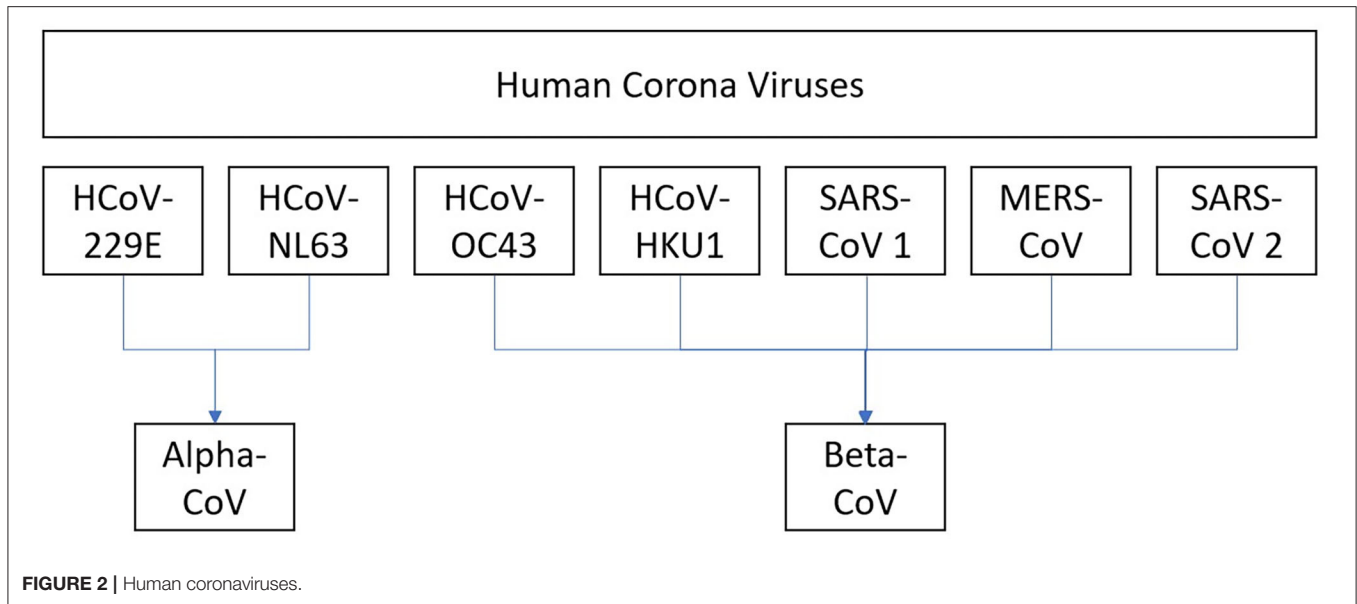 Human Corona Viruses
HCoV-
229E
HCoV-
NL63
HCoV-
OC43
HCoV-
HKU1
SARS-
CoV 1
MERS-
CoV
SARS-
CoV 2
Alpha-
CoV
Beta-
CoV
FIGURE 2 | Human coronaviruses.